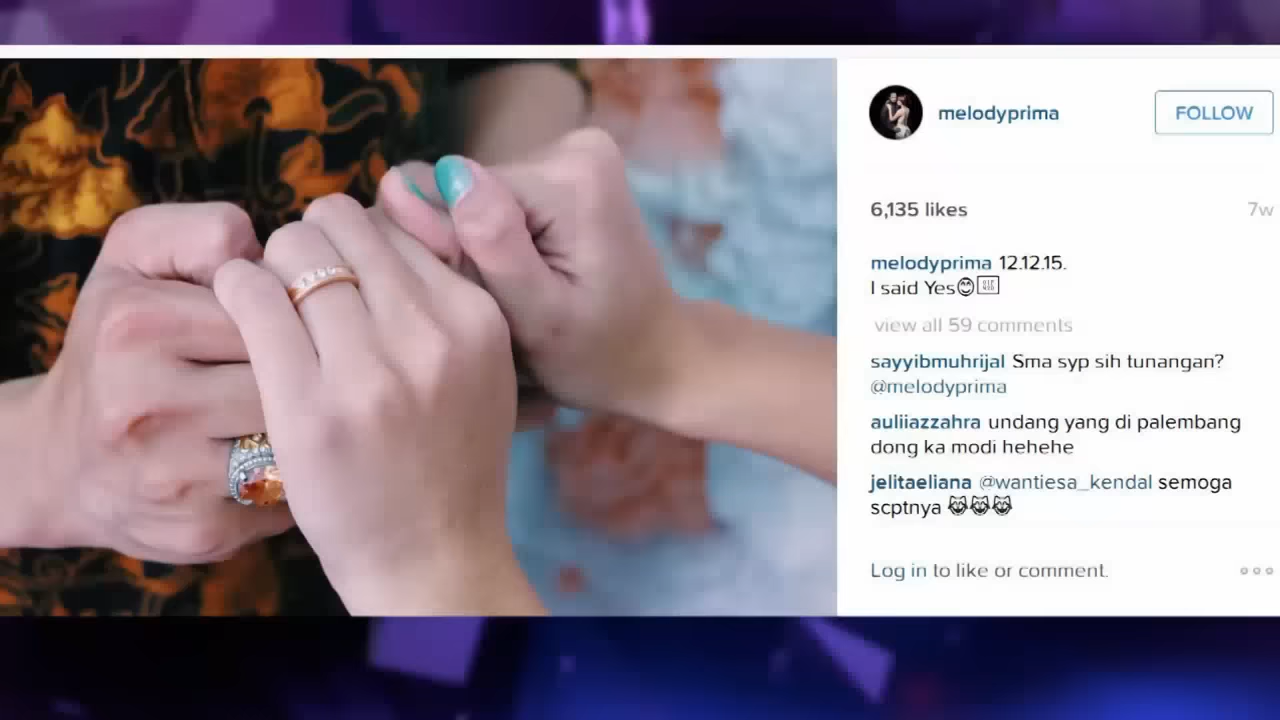 melodyprima
FOLLOW
6,135 likes
7w
melodyprima 12.12.15.
I said Yes😊
view all 59 comments
sayyibmuhrijal Sma syp sih tunangan?
@melodyprima
auliiazzahra undang yang di palembang
dong ka modi hehehe
jelitaeliana @wantiesa_kendal semoga
scptnya 😹😹😹
Log in to like or comment.